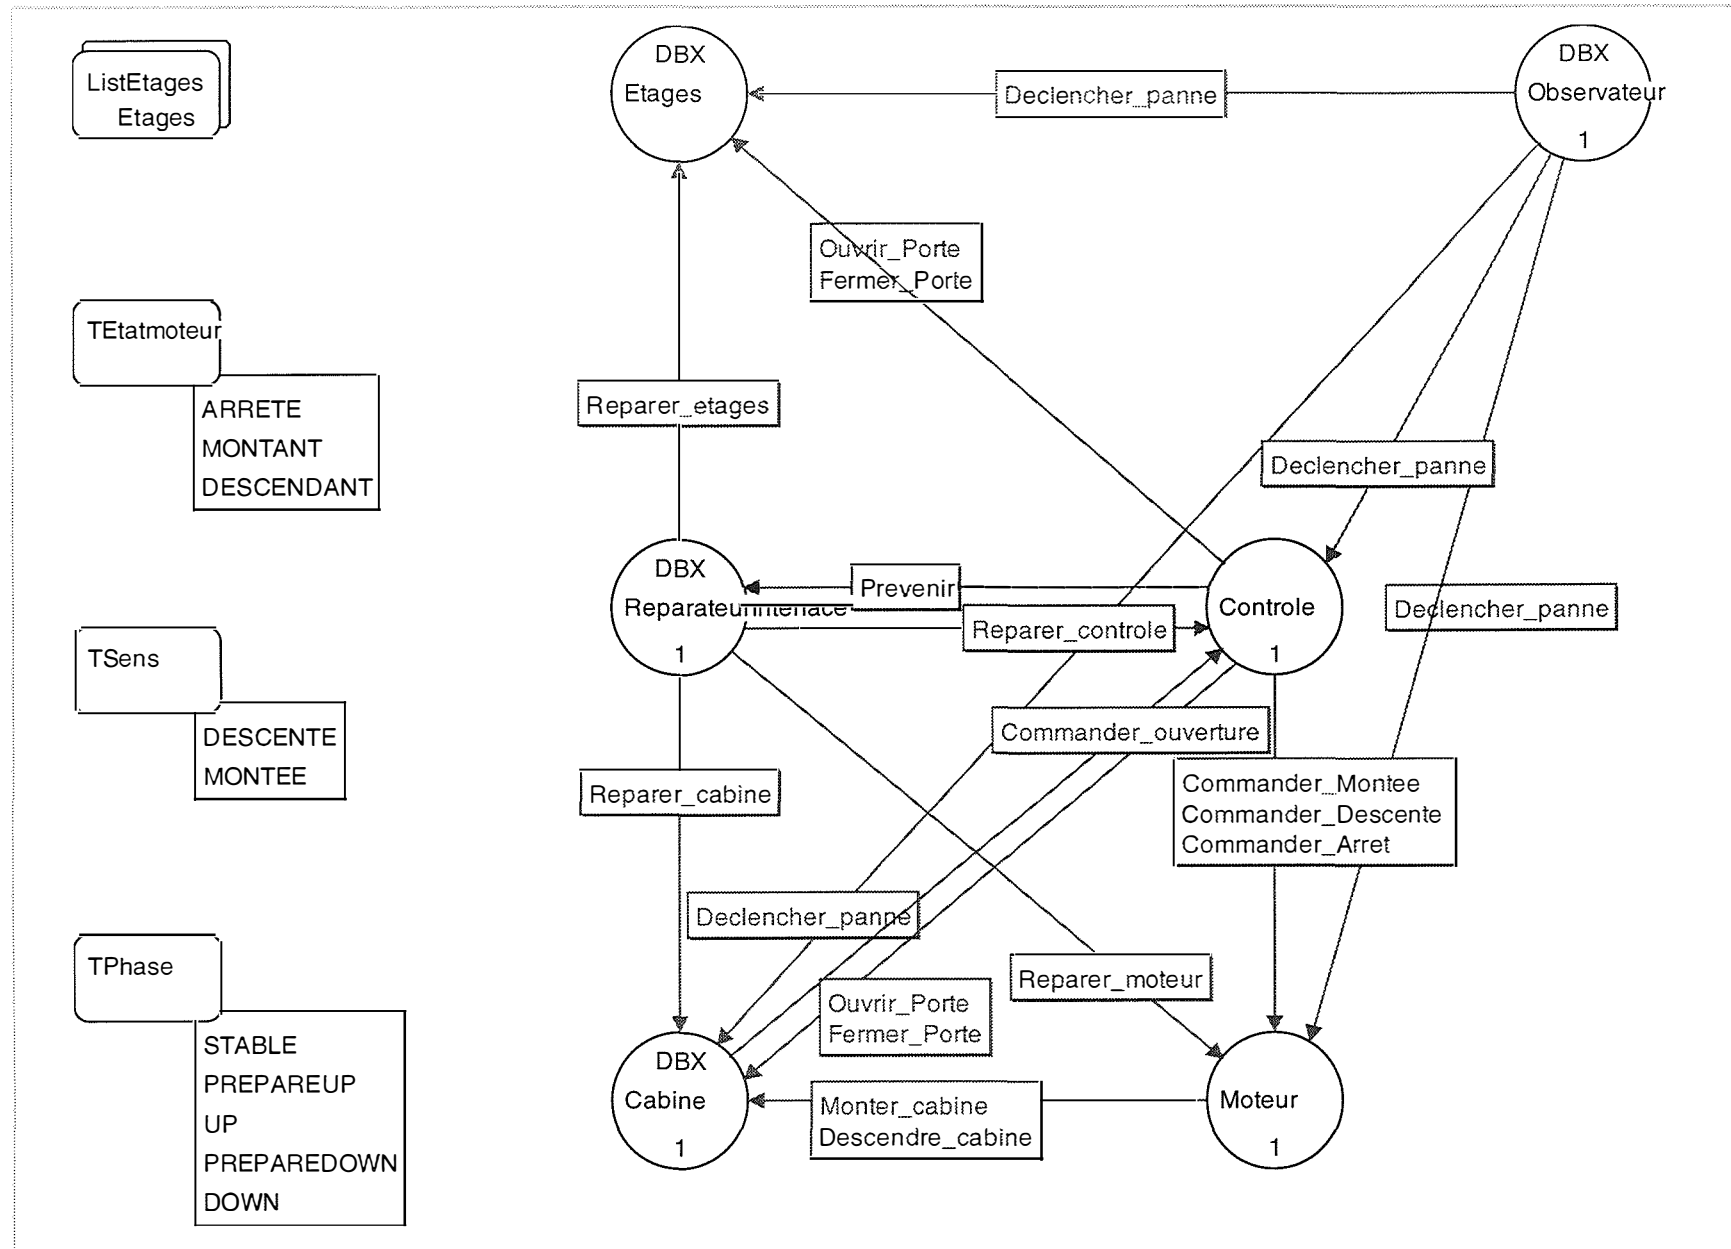 ListEtages
Etages
DBX
Etages
Declencher_panne
DBX
Observateur
1
Ouvrir_Porte
Fermer_Porte
TEtatmoteur
ARRETE
MONTANT
DESCENDANT
Reparer_etages
Declencher_panne
DBX
Reparateur
1
Prevenir
Reparer_controle
Controle
1
Declencher_panne
TSens
DESCENTE
MONTEE
Commander_ouverture
Reparer_cabine
Commander_Montee
Commander_Descente
Commander_Arret
Declencher_panne
TPhase
STABLE
PREPAREUP
UP
PREPAREDOWN
DOWN
Reparer_moteur
Ouvrir_Porte
Fermer_Porte
DBX
Cabine
1
Monter_cabine
Descendre_cabine
Moteur
1